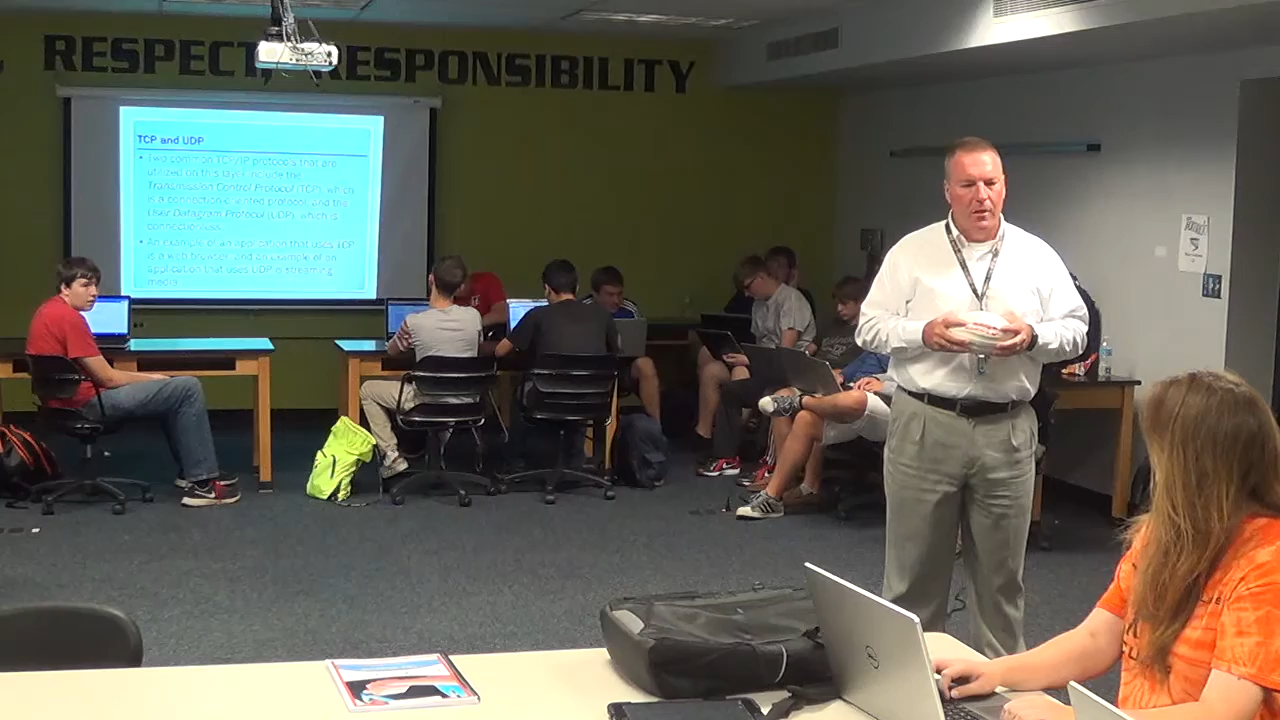 RESPECT, RESPONSIBILITY
TCP and UDP
• Two common TCP/IP protocols that are
utilized on this layer include the
Transmission Control Protocol (TCP), which
is a connection-oriented protocol, and the
User Datagram Protocol (UDP), which is
connectionless.
• An example of an application that uses TCP
is a web browser, and an example of an
application that uses UDP is streaming
media.